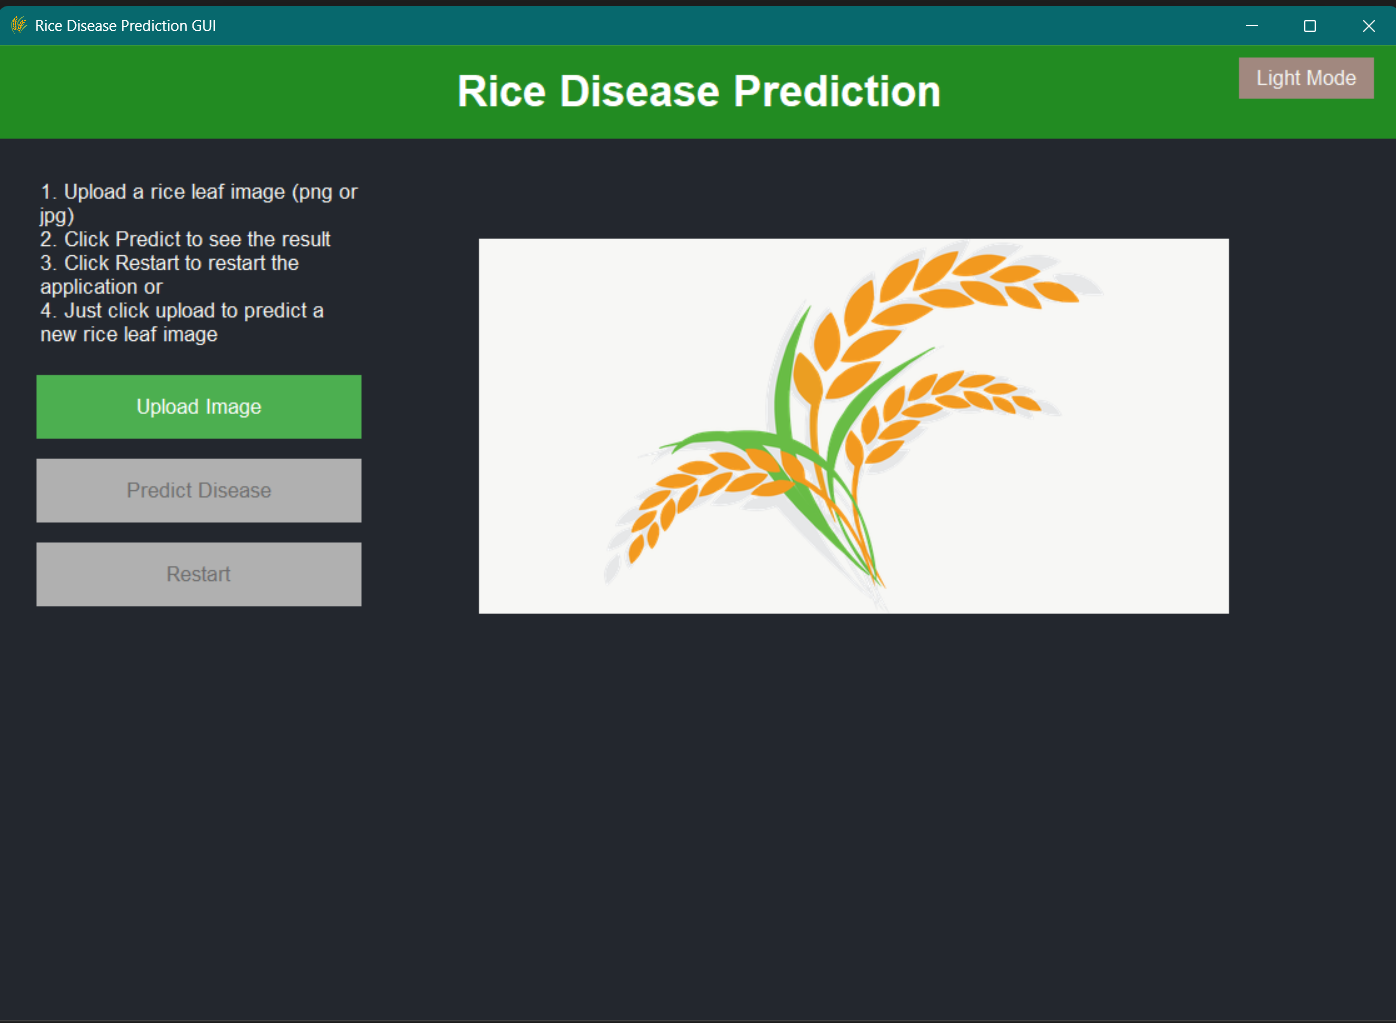 Rice Disease Prediction GUI
Rice Disease Prediction
Light Mode
1. Upload a rice leaf image (png or
jpg)
2. Click Predict to see the result
3. Click Restart to restart the
application or
4. Just click upload to predict a
new rice leaf image
Upload Image
Predict Disease
Restart